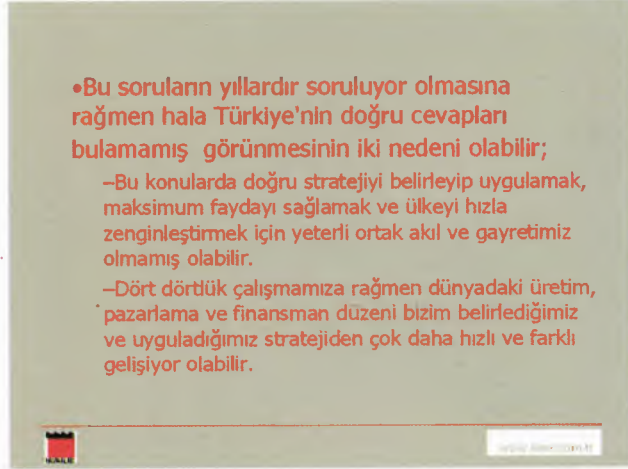 •Bu soruların yıllardır soruluyor olmasına
rağmen hala Türkiye'nin doğru cevapları
bulamamış görünmesinin iki nedeni olabilir;
–Bu konularda doğru stratejiyi belirleyip uygulamak,
maksimum faydayı sağlamak ve ülkeyi hızla
zenginleştirmek için yeterli ortak akıl ve gayretimiz
olmamış olabilir.
–Dört dörtlük çalışmamıza rağmen dünyadaki üretim,
pazarlama ve finansman düzeni bizim belirlediğimiz
ve uyguladığımız stratejiden çok daha hızlı ve farklı
gelişiyor olabilir.
KALE